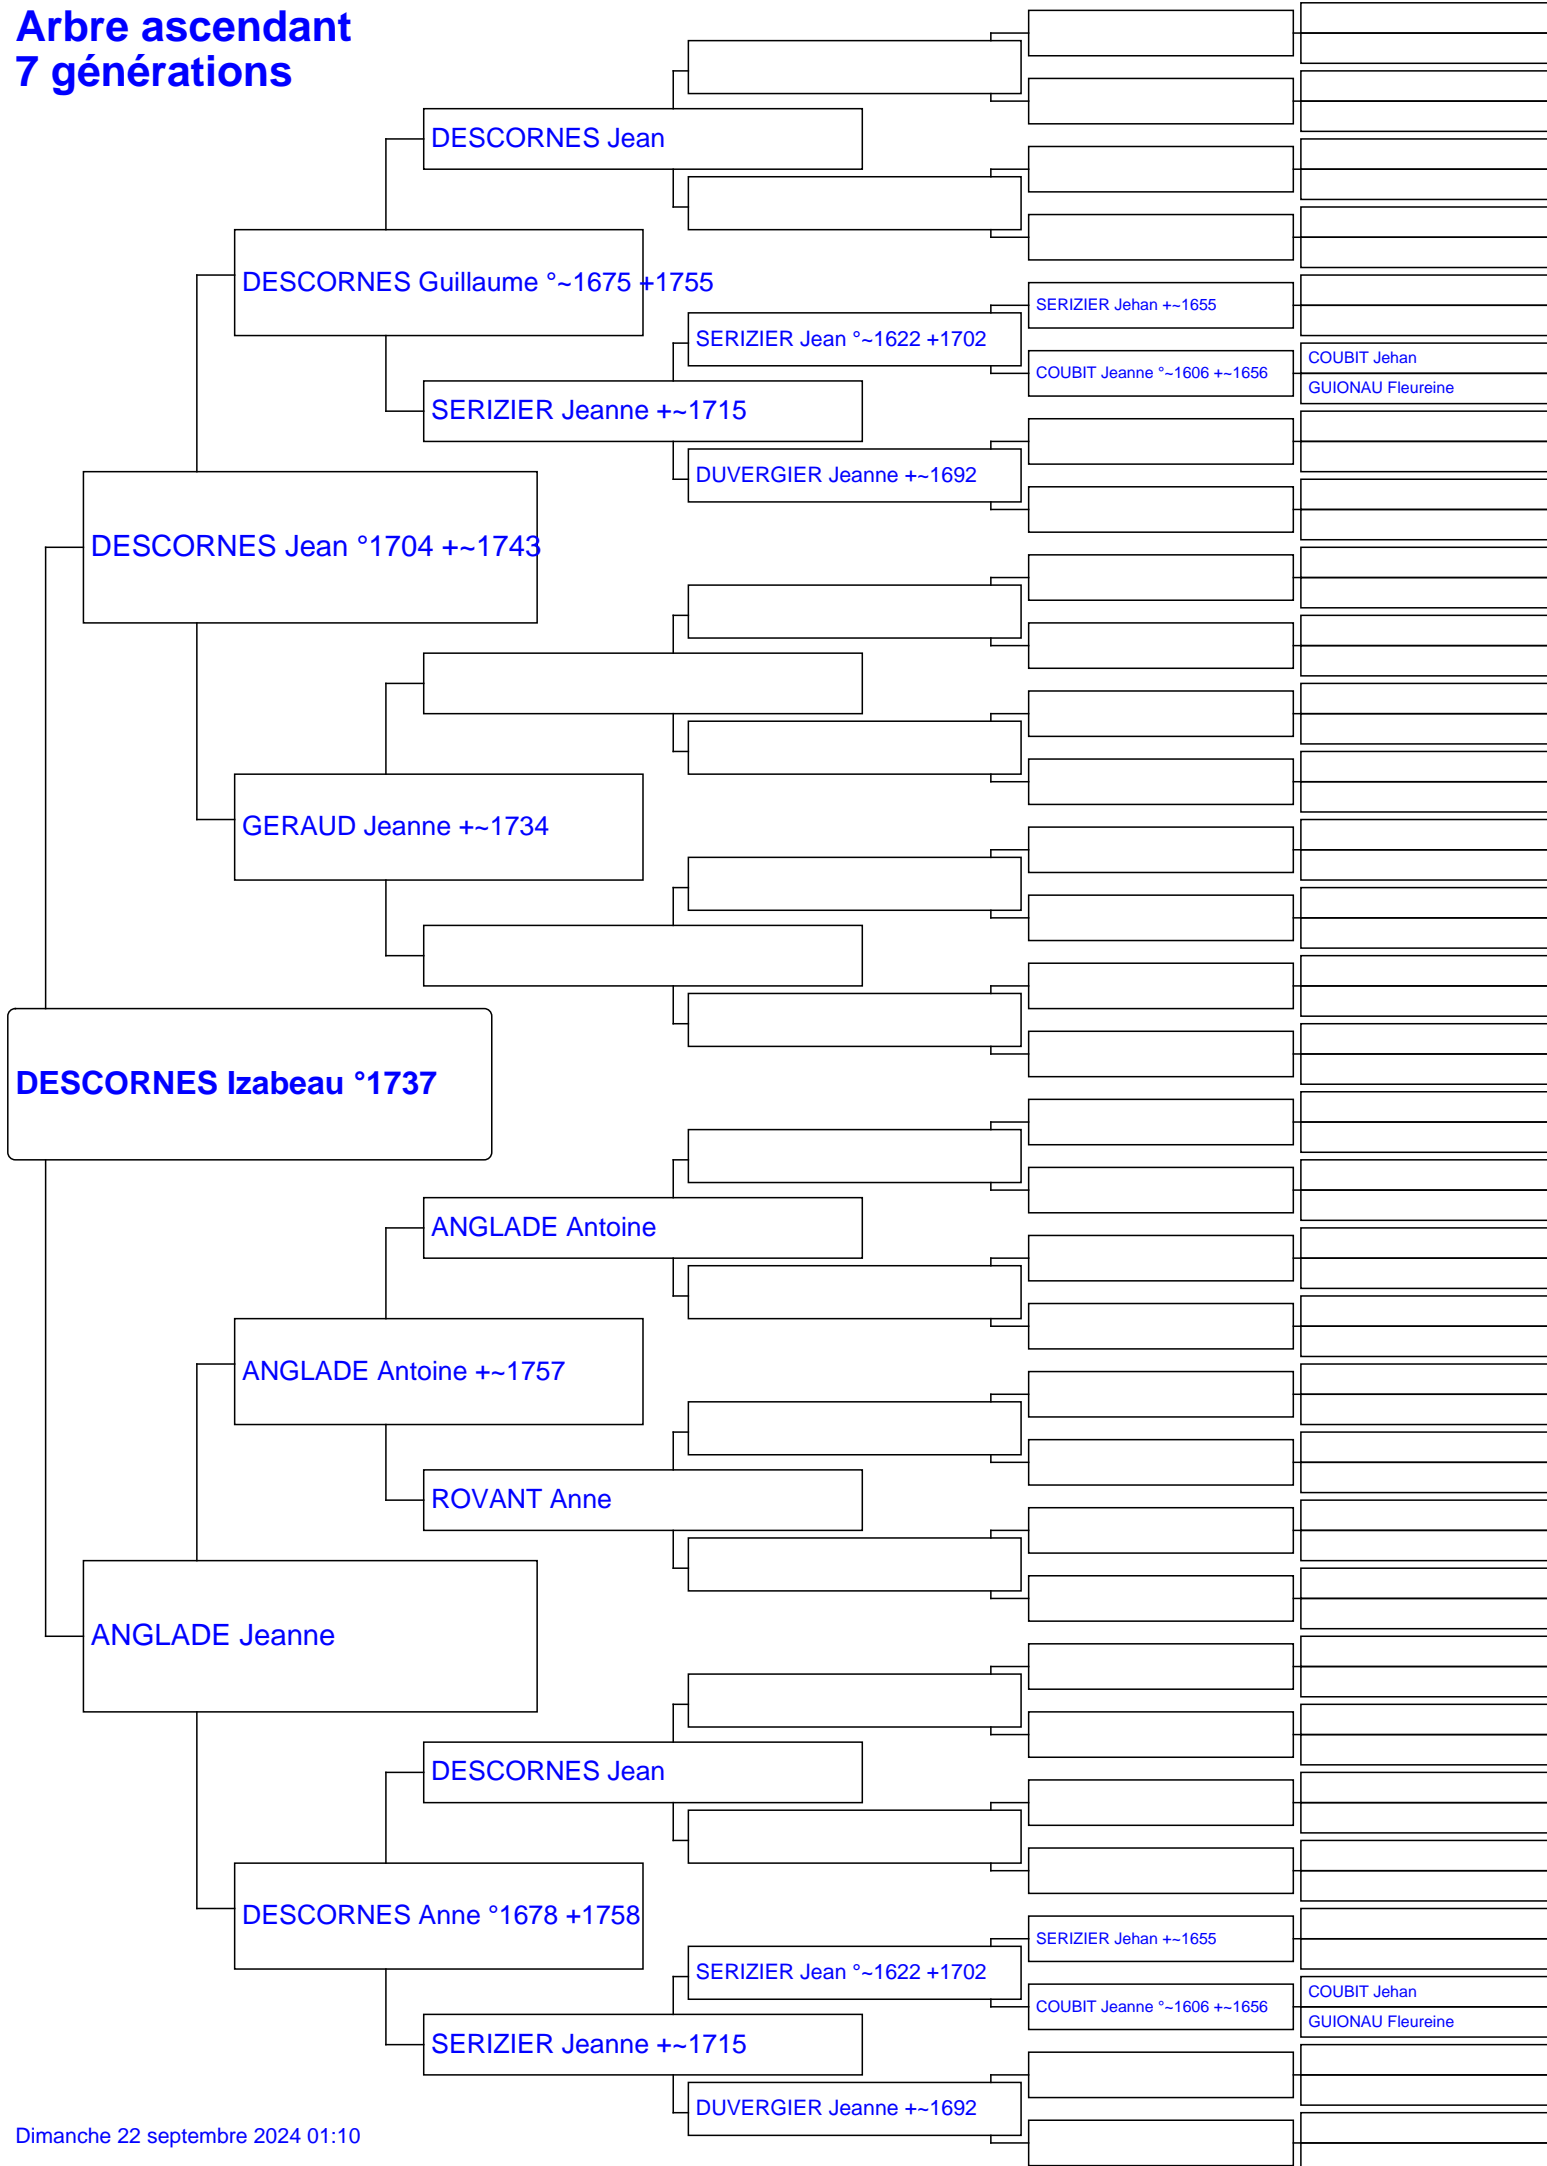 Arbre ascendant
7 générations
DESCORNES Jean
DESCORNES Guillaume °~1675 +1755
SERIZIER Jehan +~1655
SERIZIER Jean °~1622 +1702
COUBIT Jehan
COUBIT Jeanne °~1606 +~1656
GUIONAU Fleureine
SERIZIER Jeanne +~1715
DUVERGIER Jeanne +~1692
DESCORNES Jean °1704 +~1743
GERAUD Jeanne +~1734
DESCORNES Izabeau °1737
ANGLADE Antoine
ANGLADE Antoine +~1757
ROVANT Anne
ANGLADE Jeanne
DESCORNES Jean
DESCORNES Anne °1678 +1758
SERIZIER Jehan +~1655
SERIZIER Jean °~1622 +1702
COUBIT Jehan
COUBIT Jeanne °~1606 +~1656
GUIONAU Fleureine
SERIZIER Jeanne +~1715
DUVERGIER Jeanne +~1692
Dimanche 22 septembre 2024 01:10